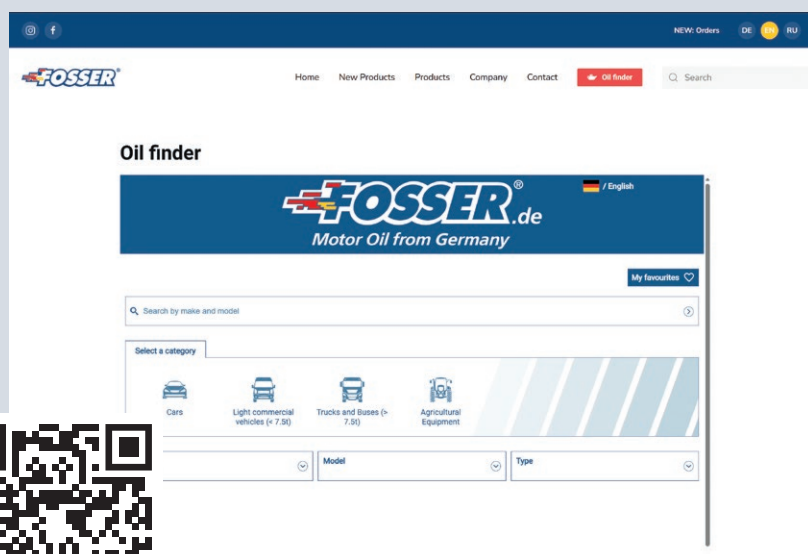 NEW: Orders DE EN RU
FOSSER®
Home New Products Products Company Contact Oil finder Search
Oil finder
FOSSER®.de
/ English
Motor Oil from Germany
My favourites
Search by make and model
Select a category
Cars
Light commercial
vehicles (< 7.5t)
Trucks and Buses (>
7.5t)
Agricultural
Equipment
Model
Type